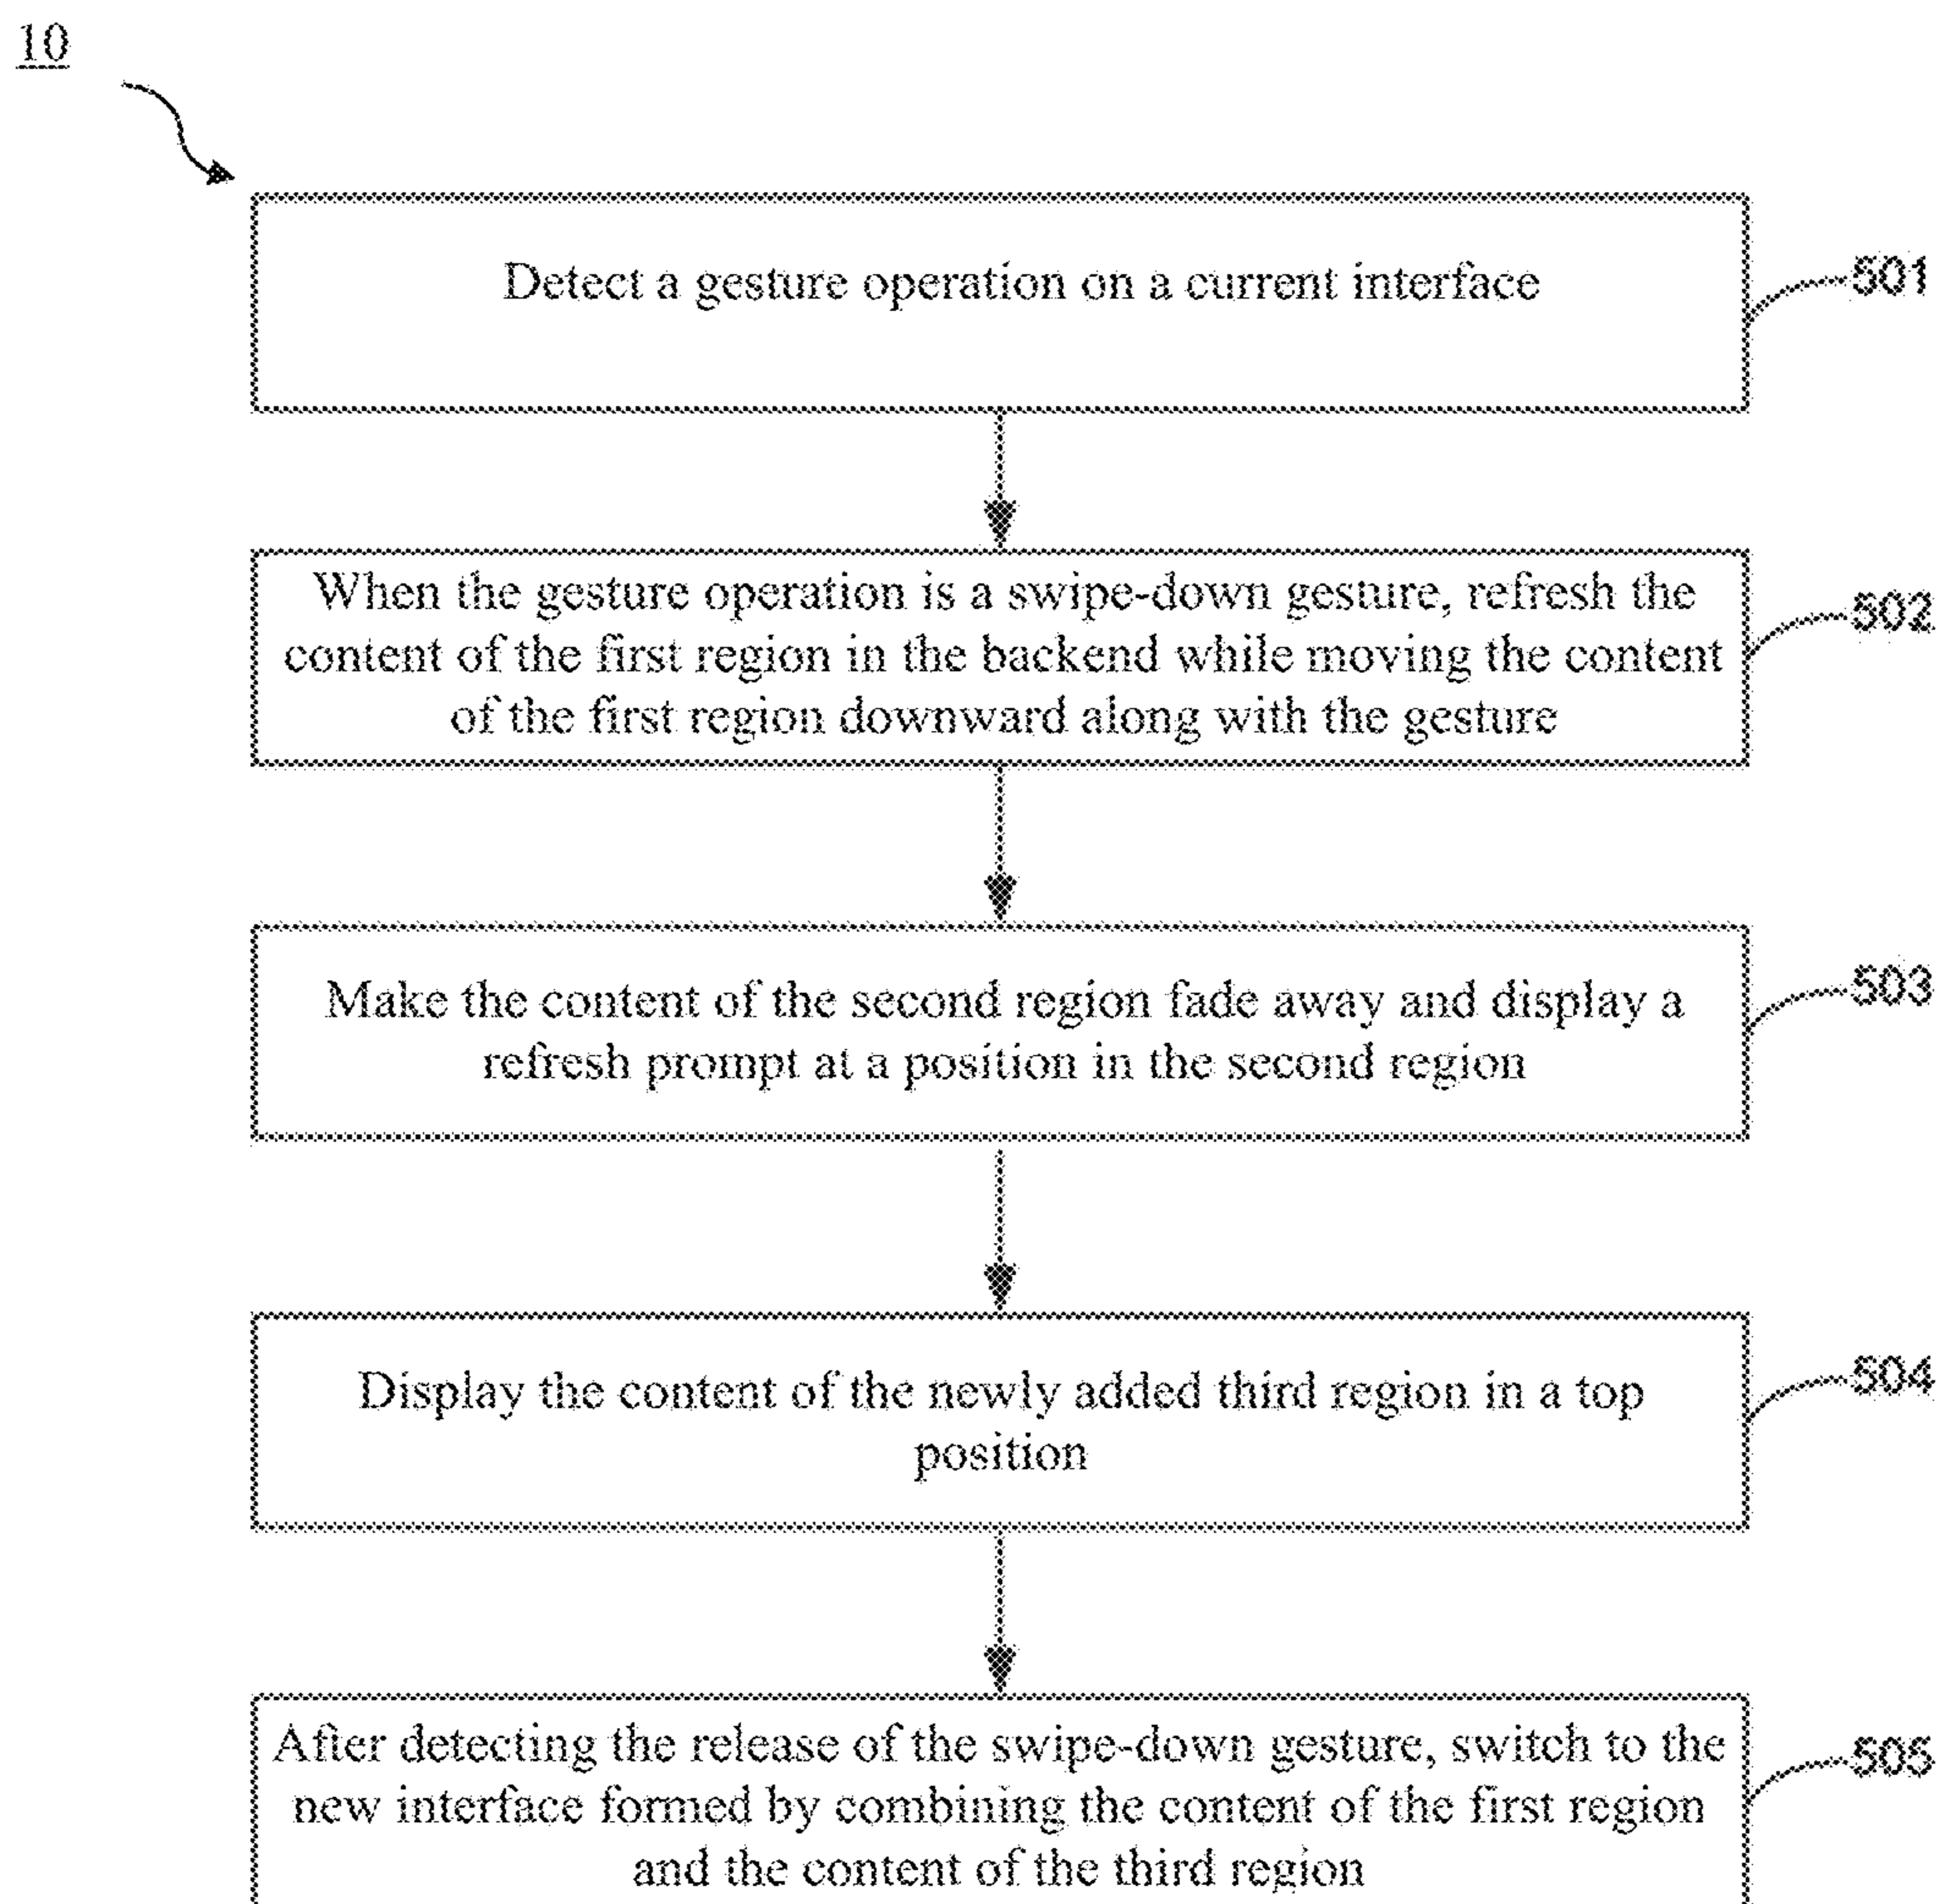 10
Detect a gesture operation on a current interface
501
When the gesture operation is a swipe-down gesture, refresh the
content of the first region in the backend while moving the content
of the first region downward along with the gesture
502
Make the content of the second region fade away and display a
refresh prompt at a position in the second region
503
Display the content of the newly added third region in a top
position
504
After detecting the release of the swipe-down gesture, switch to the
new interface formed by combining the content of the first region
and the content of the third region
505